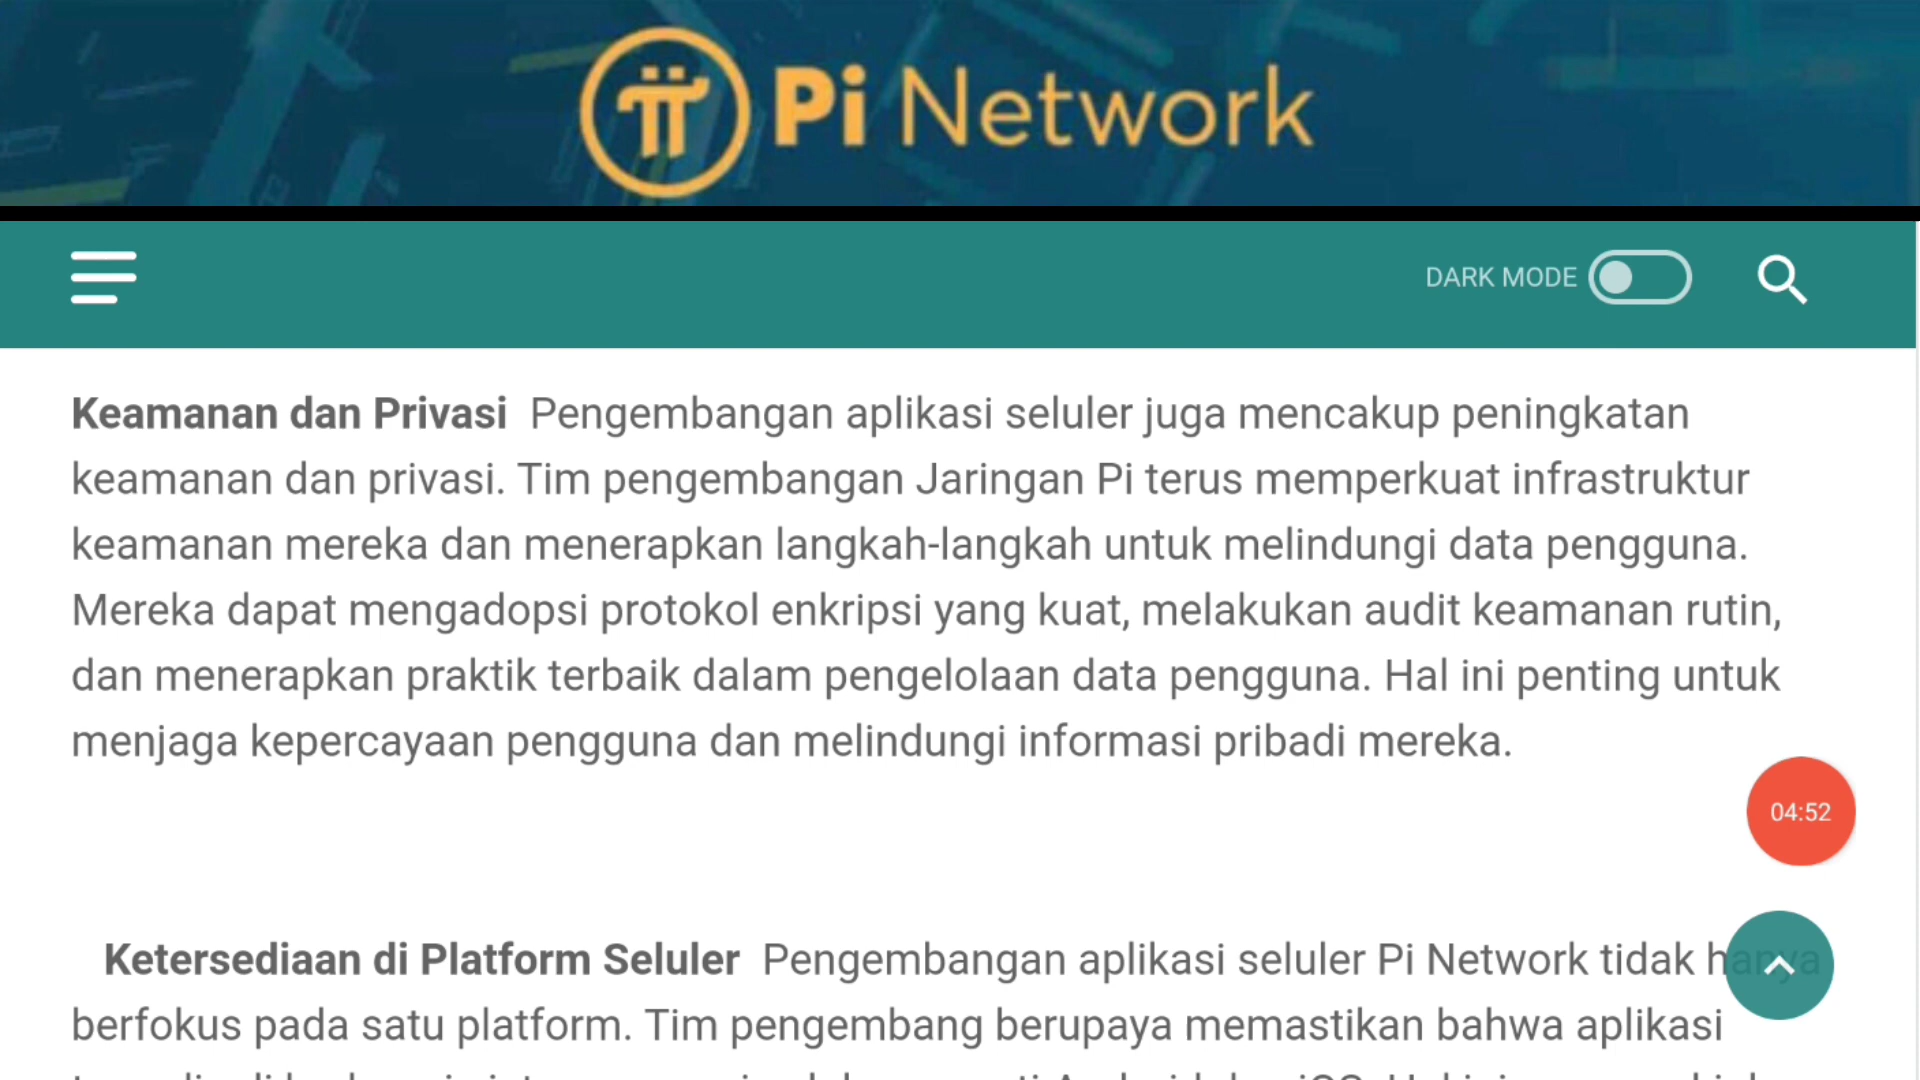 Pi Network
DARK MODE
Keamanan dan Privasi Pengembangan aplikasi seluler juga mencakup peningkatan
keamanan dan privasi. Tim pengembangan Jaringan Pi terus memperkuat infrastruktur
keamanan mereka dan menerapkan langkah-langkah untuk melindungi data pengguna.
Mereka dapat mengadopsi protokol enkripsi yang kuat, melakukan audit keamanan rutin,
dan menerapkan praktik terbaik dalam pengelolaan data pengguna. Hal ini penting untuk
menjaga kepercayaan pengguna dan melindungi informasi pribadi mereka.
04:52
Ketersediaan di Platform Seluler Pengembangan aplikasi seluler Pi Network tidak hanya
berfokus pada satu platform. Tim pengembang berupaya memastikan bahwa aplikasi